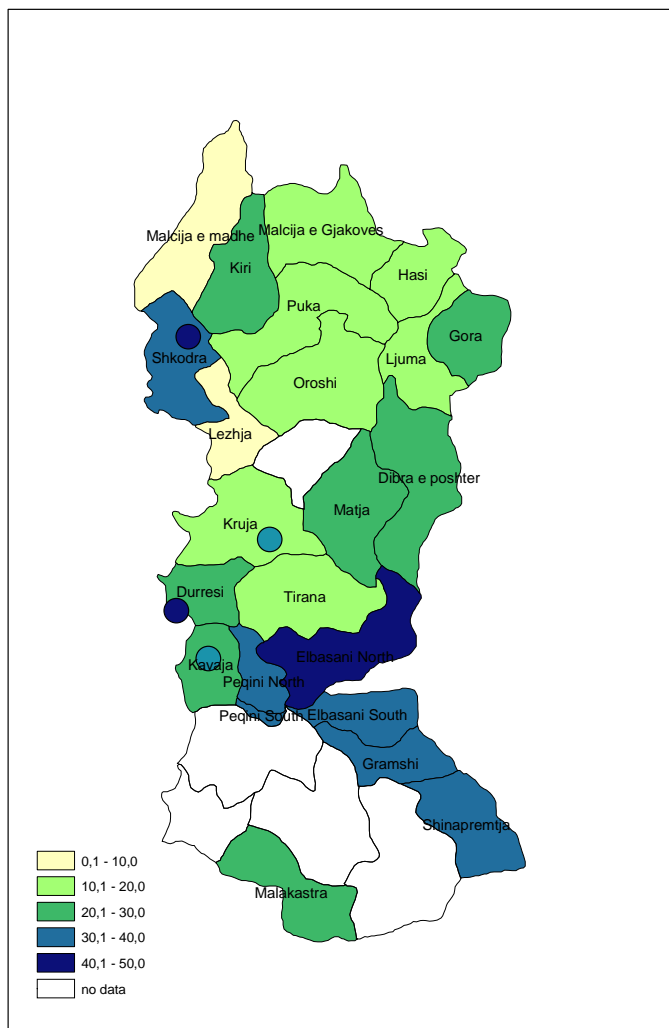 Malcija e madhe
Malcija e Gjakoves
Kiri
Hasi
Puka
Gora
Shkodra
Ljuma
Oroshi
Lezhja
Dibra e poshter
Matja
Kruja
Durresi
Tirana
Elbasani North
Kavaja
Peqini North
Peqini South
Elbasani South
Gramshi
Shinapremtja
Malakastra
0,1 - 10,0
10,1 - 20,0
20,1 - 30,0
30,1 - 40,0
40,1 - 50,0
no data